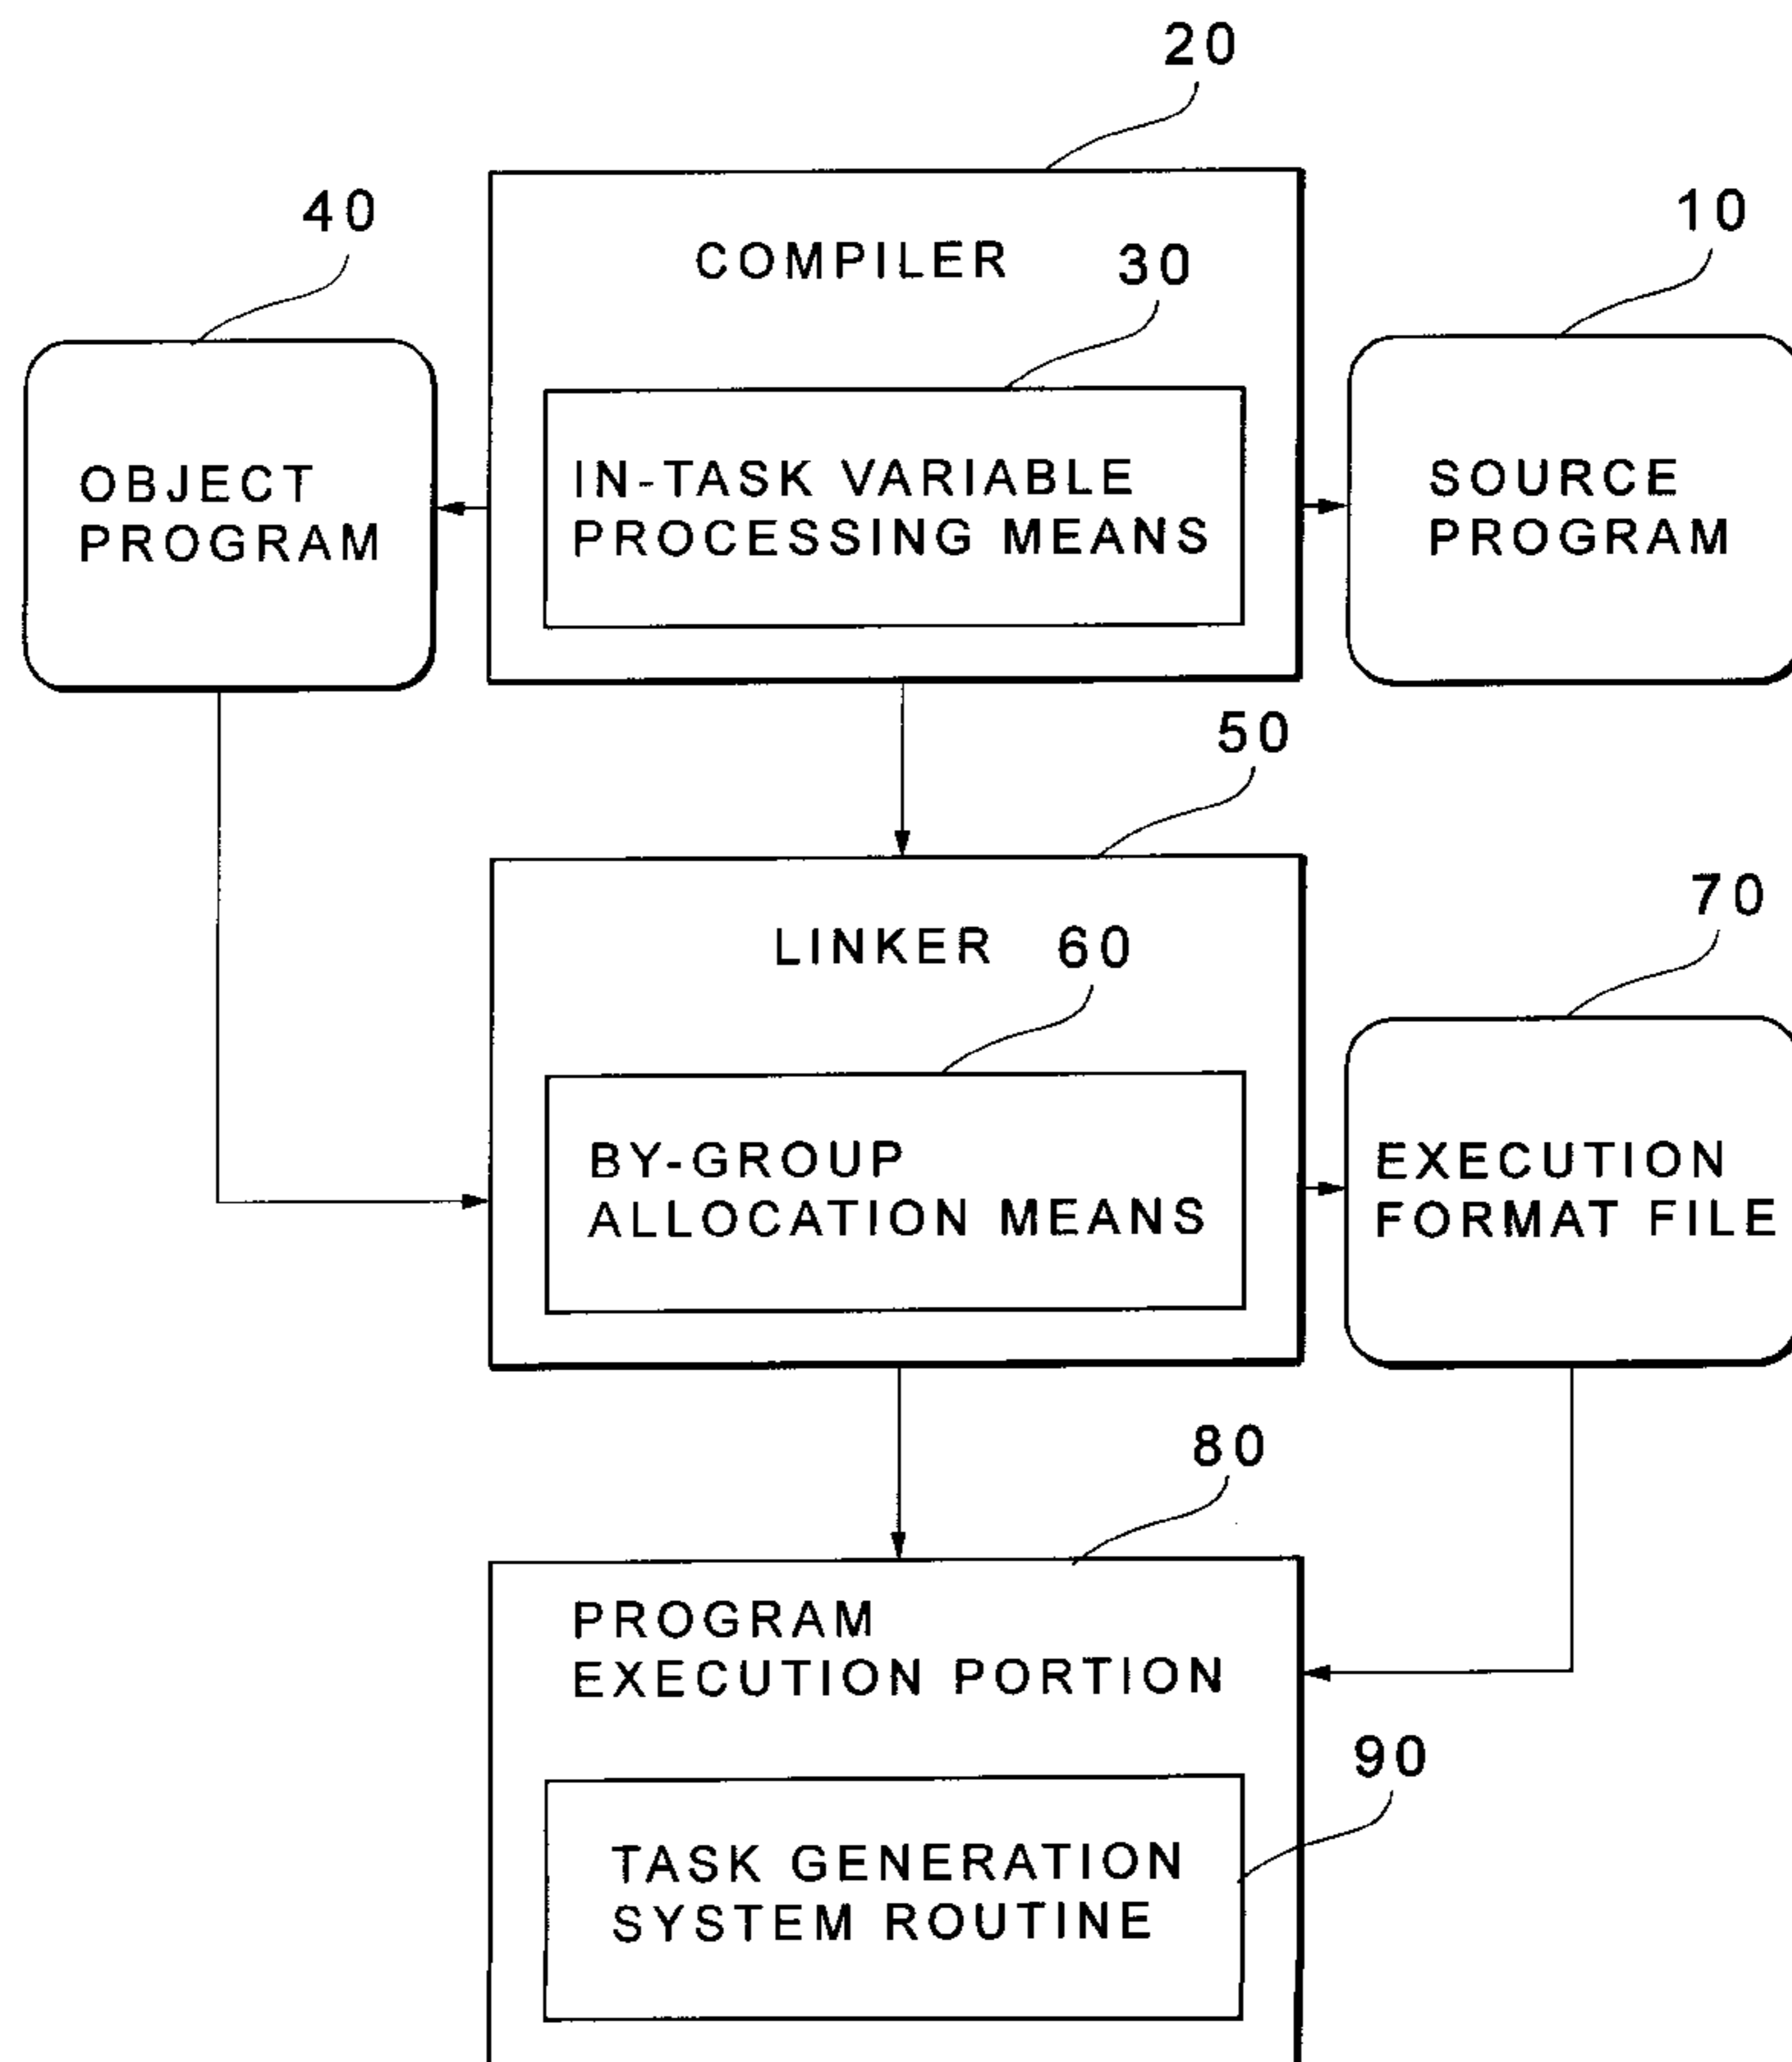 20
40
10
COMPILER
30
OBJECT
PROGRAM
IN-TASK VARIABLE
PROCESSING MEANS
SOURCE
PROGRAM
50
70
LINKER
60
BY-GROUP
ALLOCATION MEANS
EXECUTION
FORMAT FILE
80
PROGRAM
EXECUTION PORTION
90
TASK GENERATION
SYSTEM ROUTINE